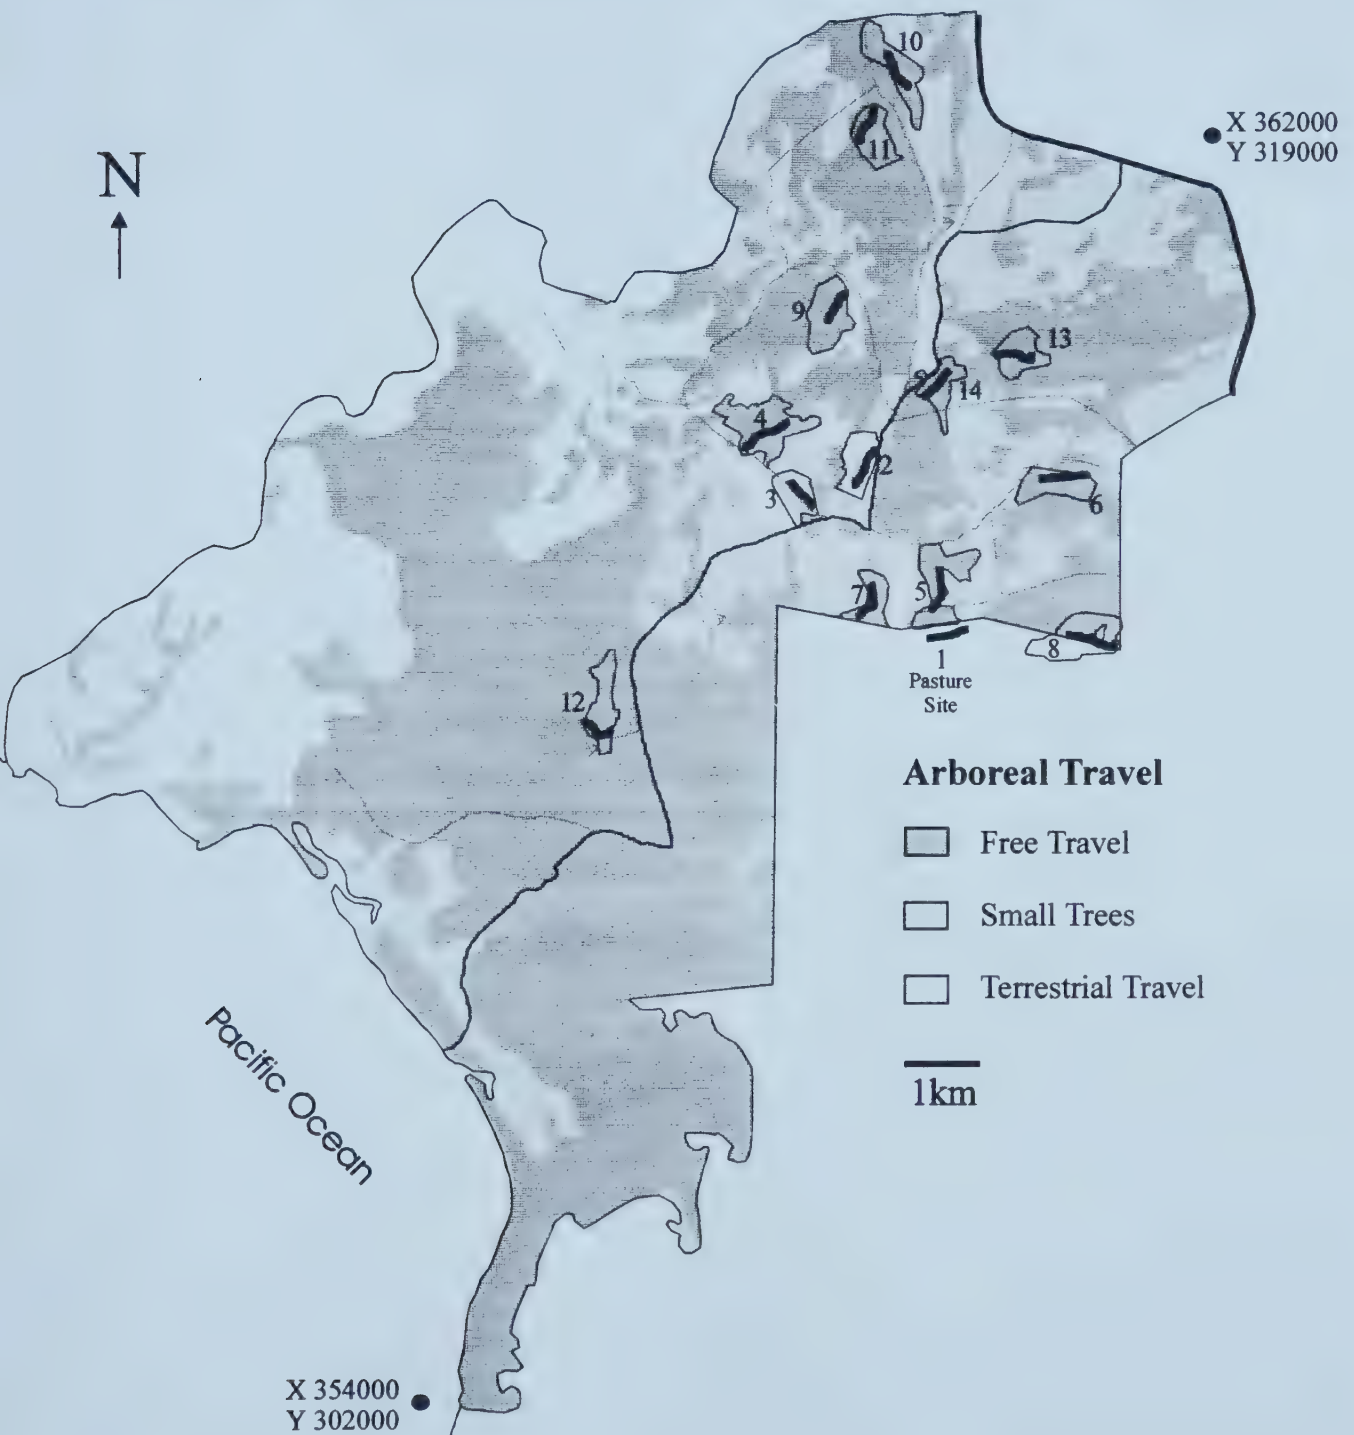 10
X 362000
Y 319000
11
N
9
13
14
4
2
3
6
7
5
8
1
Pasture
Site
12
Arboreal Travel
Free Travel
Small Trees
Terrestrial Travel
1km
Pacific Ocean
X 354000
Y 302000